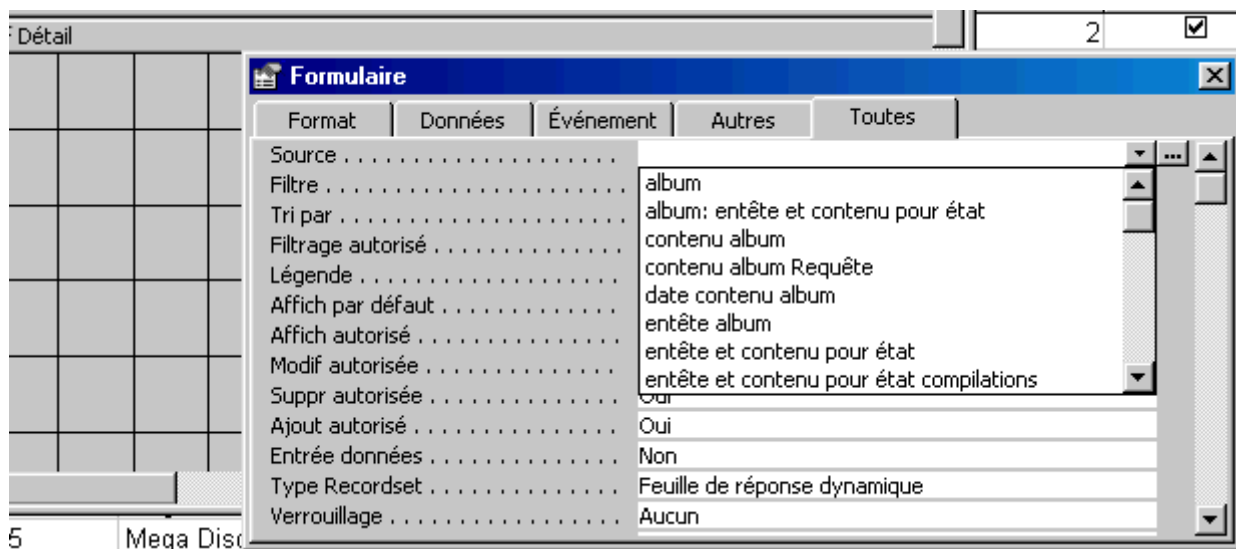 Détail
2
Formulaire
Format Données Événement Autres Toutes
Source . . . . . . . . . . . . . . . . . . . . ...
Filtre . . . . . . . . . . . . . . . . . . . . . . album
Tri par . . . . . . . . . . . . . . . . . . . . . album: entête et contenu pour état
Filtrage autorisé . . . . . . . . . . . . . . contenu album
Légende . . . . . . . . . . . . . . . . . . . contenu album Requête
Affich par défaut . . . . . . . . . . . . . date contenu album
Affich autorisé . . . . . . . . . . . . . . . entête album
Modif autorisée . . . . . . . . . . . . . . entête et contenu pour état
Suppr autorisée . . . . . . . . . . . . . . entête et contenu pour état compilations
Oui
Ajout autorisé . . . . . . . . . . . . . . . Oui
Entrée données . . . . . . . . . . . . . . Non
Type Recordset . . . . . . . . . . . . . . Feuille de réponse dynamique
Verrouillage . . . . . . . . . . . . . . . . . Aucun
5 Mega Disc